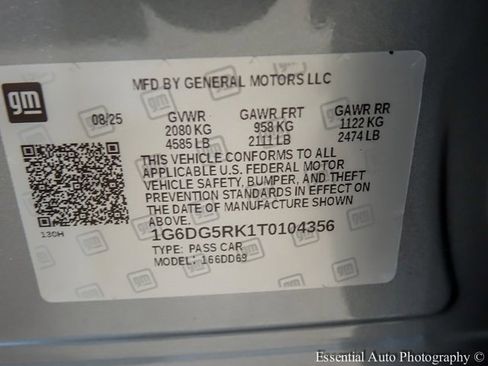 gm
MFD BY GENERAL MOTORS LLC
08/25 GVWR GAWR FRT GAWR RR
2080 KG 958 KG 1122 KG
4585 LB 2111 LB 2474 LB
THIS VEHICLE CONFORMS TO ALL
APPLICABLE U.S. FEDERAL MOTOR
VEHICLE SAFETY, BUMPER, AND THEFT
PREVENTION STANDARDS IN EFFECT ON
THE DATE OF MANUFACTURE SHOWN
ABOVE.
130H
1G6DG5RK1T0104356
TYPE: PASS CAR
MODEL: 166DD69
Essential Auto Photography ©